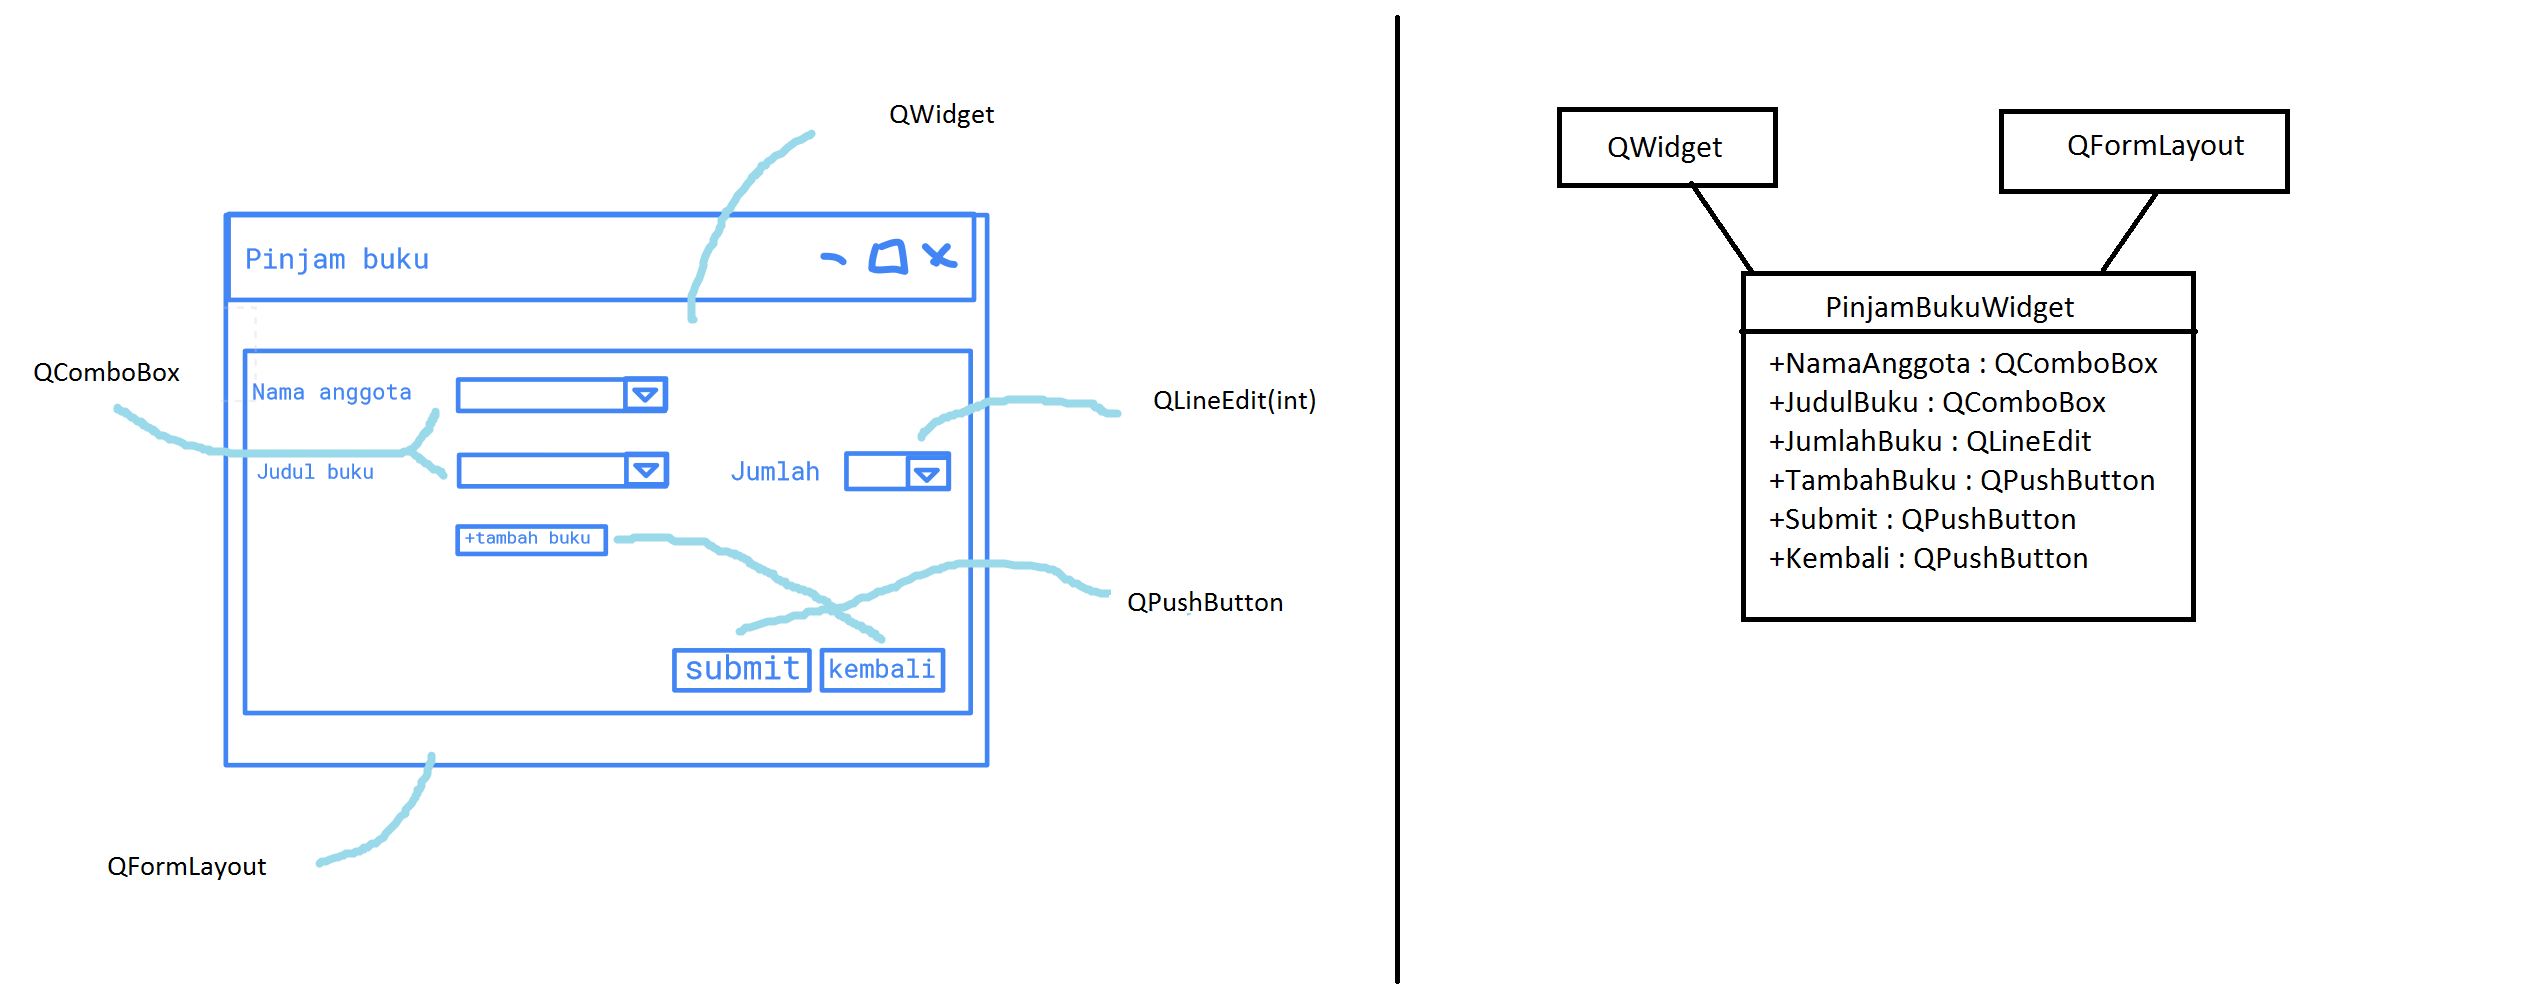 QWidget
Pinjam buku
QComboBox
Nama anggota
QLineEdit(int)
Judul buku
Jumlah
+tambah buku
QPushButton
submit
kembali
QFormLayout
QWidget
QFormLayout
PinjamBukuWidget
+NamaAnggota : QComboBox
+JudulBuku : QComboBox
+JumlahBuku : QLineEdit
+TambahBuku : QPushButton
+Submit : QPushButton
+Kembali : QPushButton